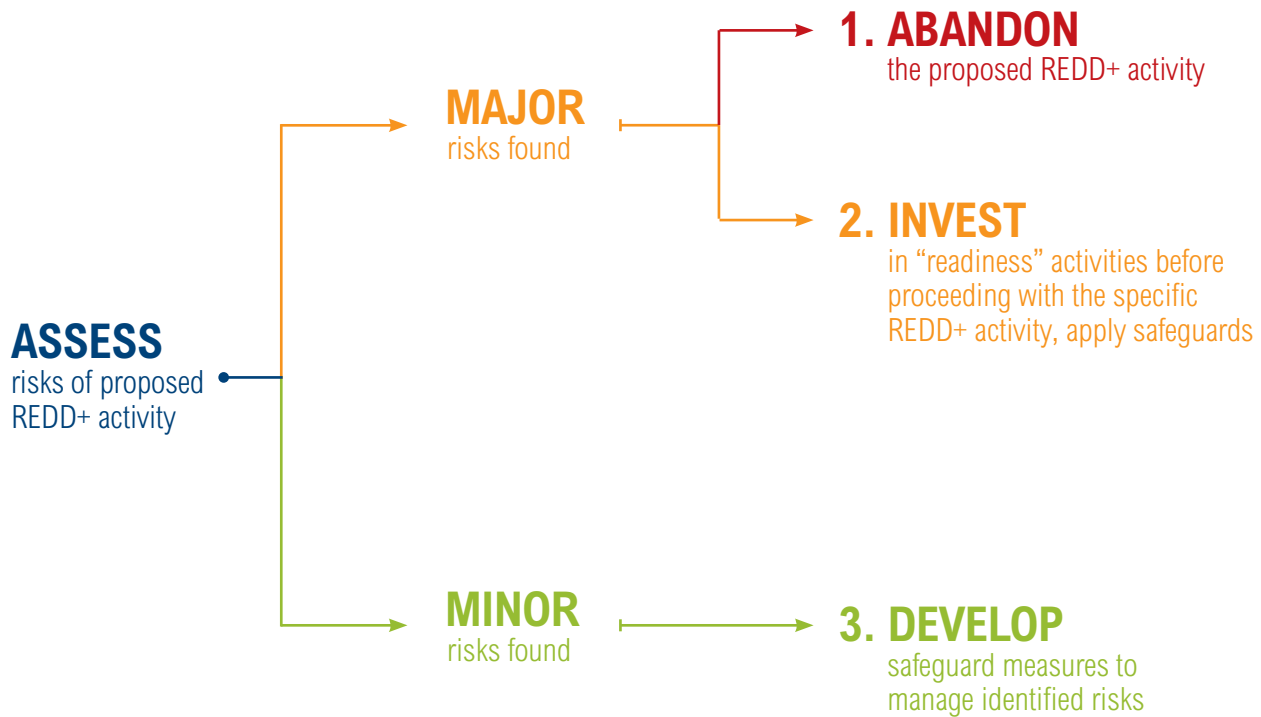 ASSESS
risks of proposed
REDD+ activity
MAJOR
risks found
1. ABANDON
the proposed REDD+ activity
2. INVEST
in “readiness” activities before
proceeding with the specific
REDD+ activity, apply safeguards
MINOR
risks found
3. DEVELOP
safeguard measures to
manage identified risks